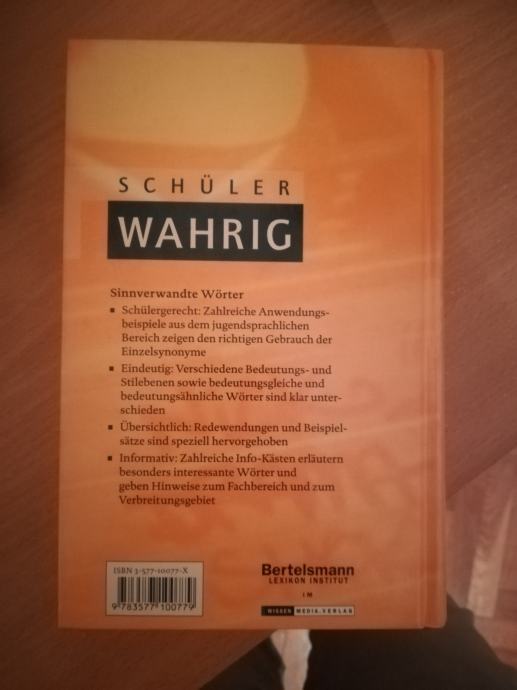 SCHÜLER
WAHRIG
Sinnverwandte Wörter
▪ Schülergerecht: Zahlreiche Anwendungs-
beispiele aus dem jugendsprachlichen
Bereich zeigen den richtigen Gebrauch der
Einzelsynonyme
▪ Eindeutig: Verschiedene Bedeutungs- und
Stilebenen sowie bedeutungsgleiche und
bedeutungsähnliche Wörter sind klar unter-
schieden
▪ Übersichtlich: Redewendungen und Beispiel-
sätze sind speziell hervorgehoben
▪ Informativ: Zahlreiche Info-Kästen erläutern
besonders interessante Wörter und
geben Hinweise zum Fachbereich und zum
Verbreitungsgebiet
ISBN 3-577-10077-X
9 783577 100779
Bertelsmann
LEXIKON INSTITUT
IM
WISSEN MEDIA.VERLAG